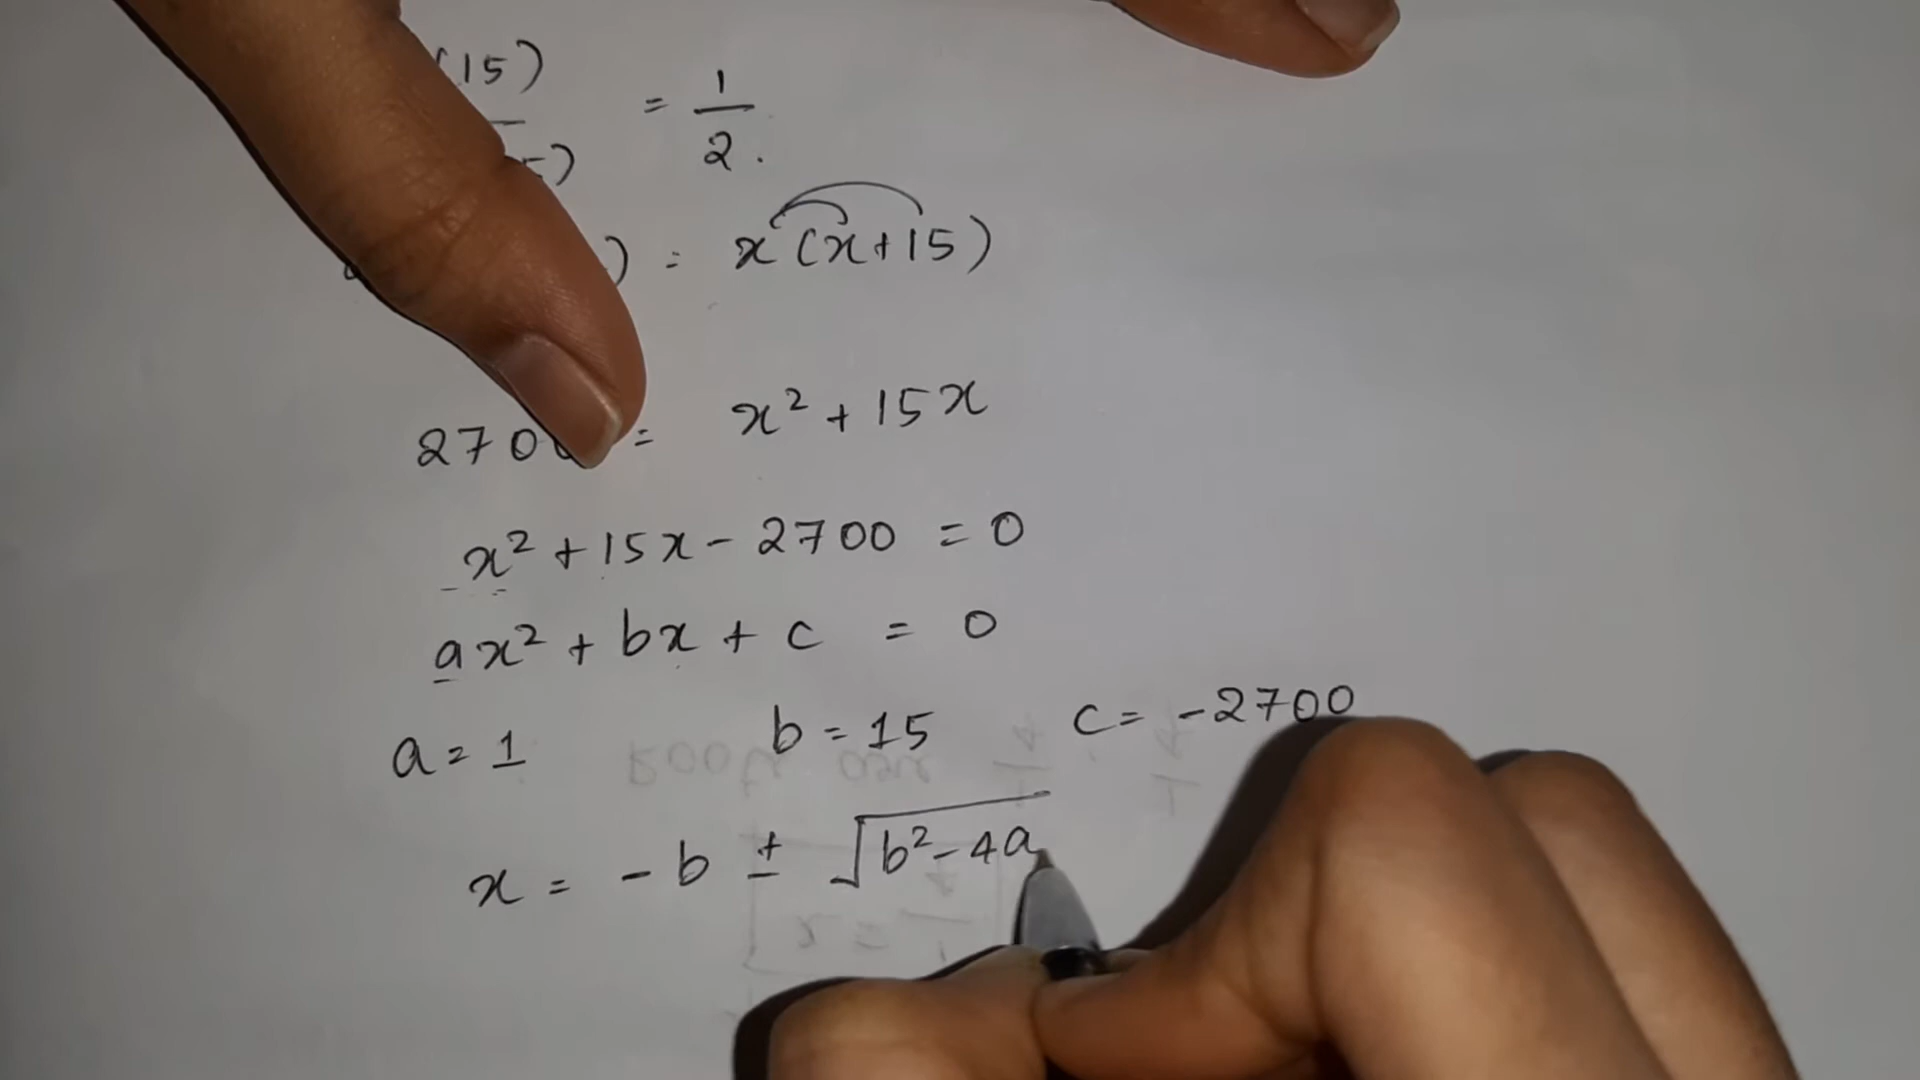 (15)
= 1/2.
5)
) = x(x+15)
2700 = x² + 15x
x² + 15x - 2700 = 0
ax² + bx + c = 0
a = 1 b = 15 c = -2700
x = - b ± √b² - 4a